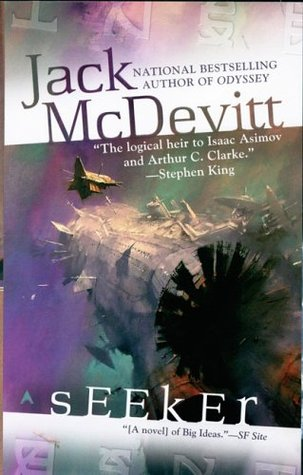 Jack
McDevitt
NATIONAL BESTSELLING
AUTHOR OF ODYSSEY
“The logical heir to Isaac Asimov
and Arthur C. Clarke.”
—Stephen King
sEEkEr
“[A novel] of Big Ideas.”—SF Site